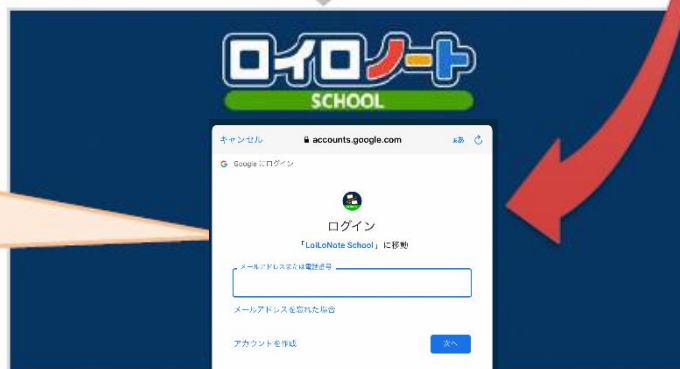 ロイロノート
SCHOOL
キャンセル
accounts.google.com
ぁあ
G Google にログイン
ログイン
「LoiLoNote School」に移動
メールアドレスまたは電話番号
メールアドレスを忘れた場合
アカウントを作成
次へ